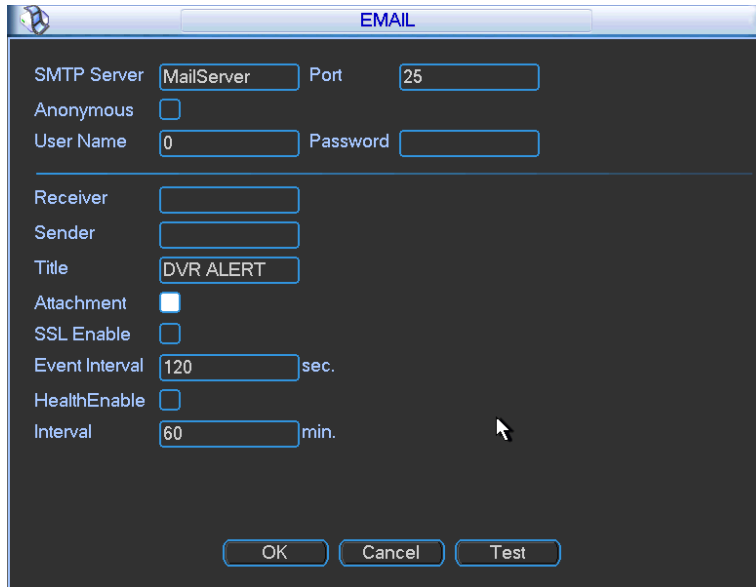 EMAIL
SMTP Server MailServer Port 25
Anonymous
User Name 0 Password
Receiver
Sender
Title DVR ALERT
Attachment
SSL Enable
Event Interval 120 sec.
HealthEnable
Interval 60 min.
OK Cancel Test